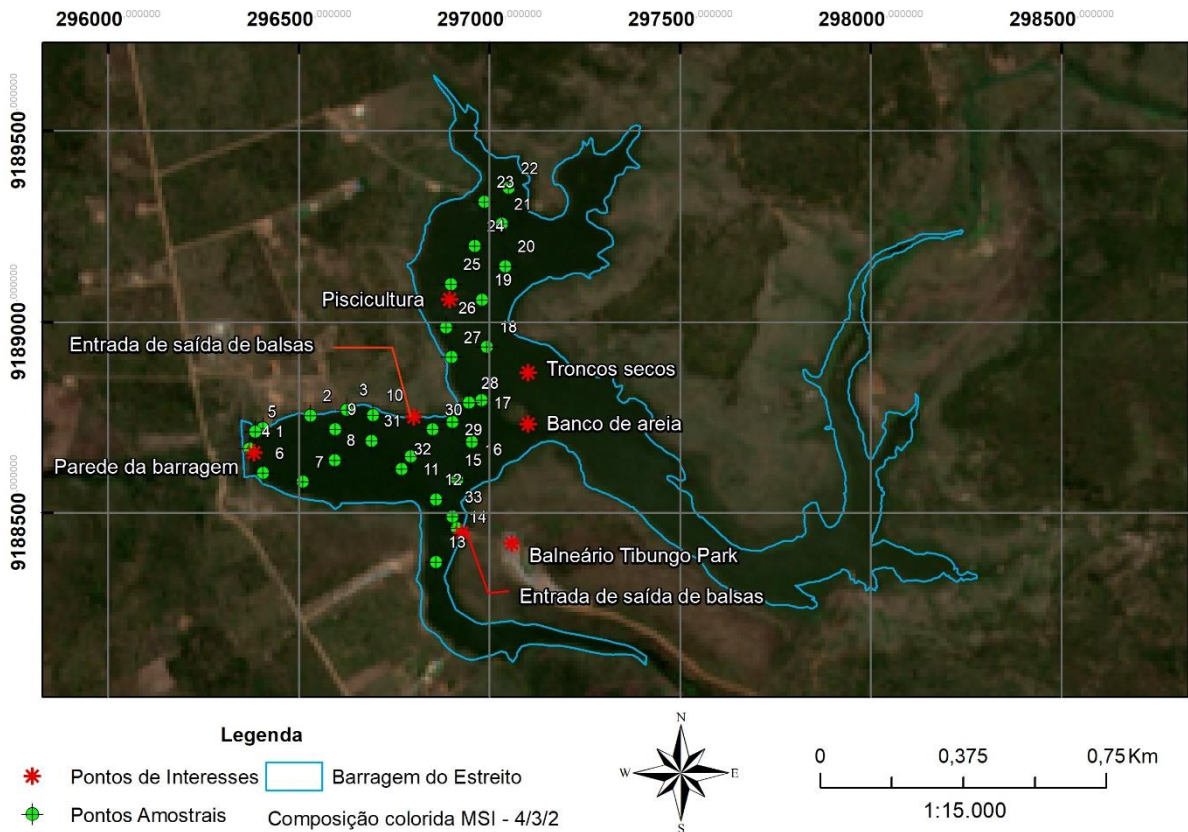 296000,000000 296500,000000 297000,000000 297500,000000 298000,000000 298500,000000
9189500,000000
9189000,000000
9188500,000000
22
23
21
24
20
25
19
Piscicultura
26
18
27
Entrada de saída de balsas
Troncos secos
28
2 3 10
9
17
5
31
30
Banco de areia
4 1
8
29
32
16
6
7
15
Parede da barragem
11
12
33
14
13
Balneário Tibungo Park
Entrada de saída de balsas
Legenda
Pontos de Interesses
Barragem do Estreito
Pontos Amostrais
Composição colorida MSI - 4/3/2
N
W E
S
0 0,375 0,75Km
1:15.000